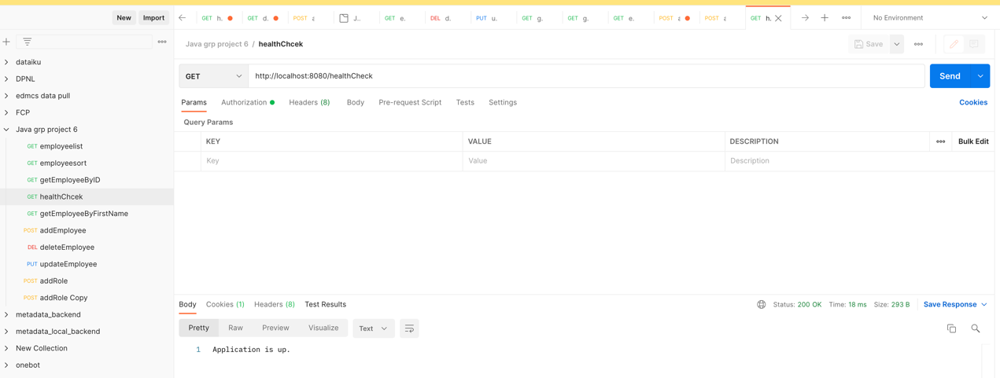 New Import
GET h. GET d. POST a J.. GET e. DEL d. PUT u. GET g. GET g. GET e. POST a POST a GET h. No Environment
Java grp project 6 / healthChcek
Save
dataiku
DPNL
edmcs data pull
FCP
Java grp project 6
GET employeelist
GET employeesort
GET getEmployeeByID
GET healthChcek
GET getEmployeeByFirstName
POST addEmployee
DEL deleteEmployee
PUT updateEmployee
POST addRole
POST addRole Copy
metadata_backend
metadata_local_backend
New Collection
onebot
GET http://localhost:8080/healthCheck Send
Params Authorization Headers (8) Body Pre-request Script Tests Settings Cookies
Query Params
KEY VALUE DESCRIPTION Bulk Edit
Key Value Description
Body Cookies (1) Headers (8) Test Results Status: 200 OK Time: 18 ms Size: 293 B Save Response
Pretty Raw Preview Visualize Text
1 Application is up.